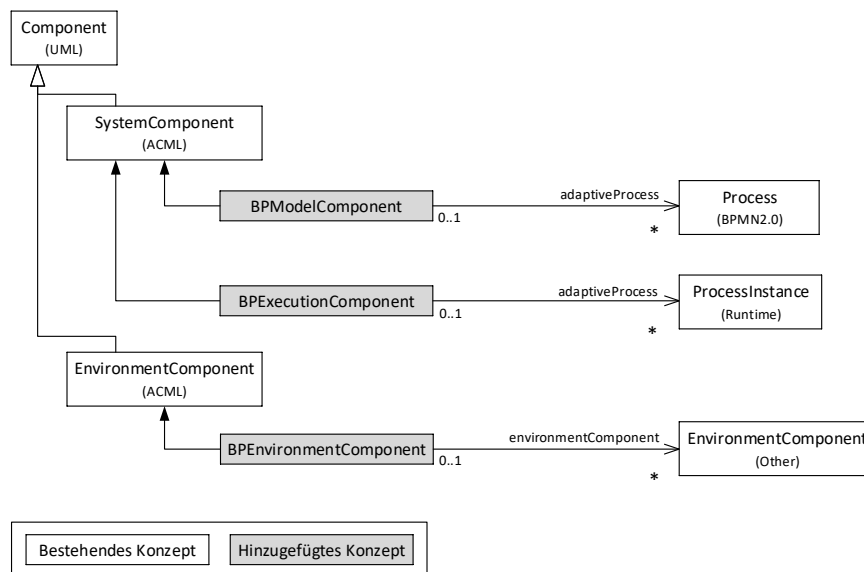 Component
(UML)
SystemComponent
(ACML)
BPModelComponent
0..1
adaptiveProcess
*
Process
(BPMN2.0)
BPExecutionComponent
0..1
adaptiveProcess
*
ProcessInstance
(Runtime)
EnvironmentComponent
(ACML)
BPEnvironmentComponent
0..1
environmentComponent
*
EnvironmentComponent
(Other)
Bestehendes Konzept
Hinzugefügtes Konzept